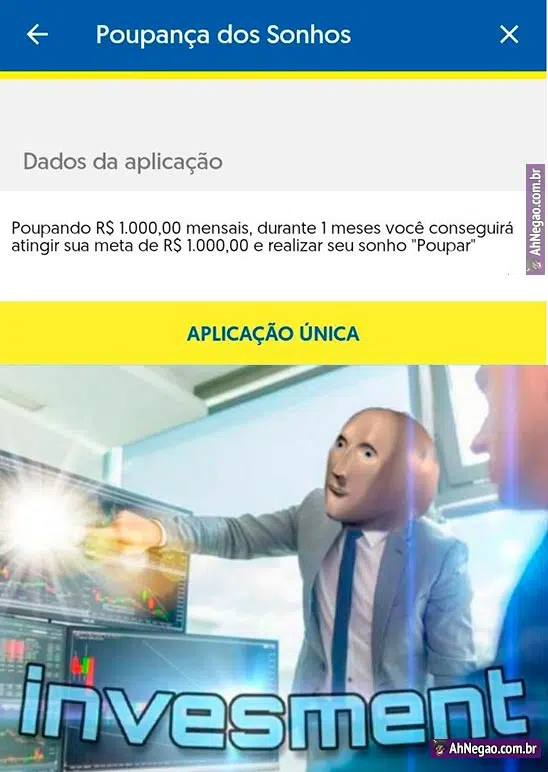 Poupança dos Sonhos
Dados da aplicação
Poupando R$ 1.000,00 mensais, durante 1 meses você conseguirá
atingir sua meta de R$ 1.000,00 e realizar seu sonho "Poupar"
AhNegao.com.br
APLICAÇÃO ÚNICA
invesment
AhNegao.com.br